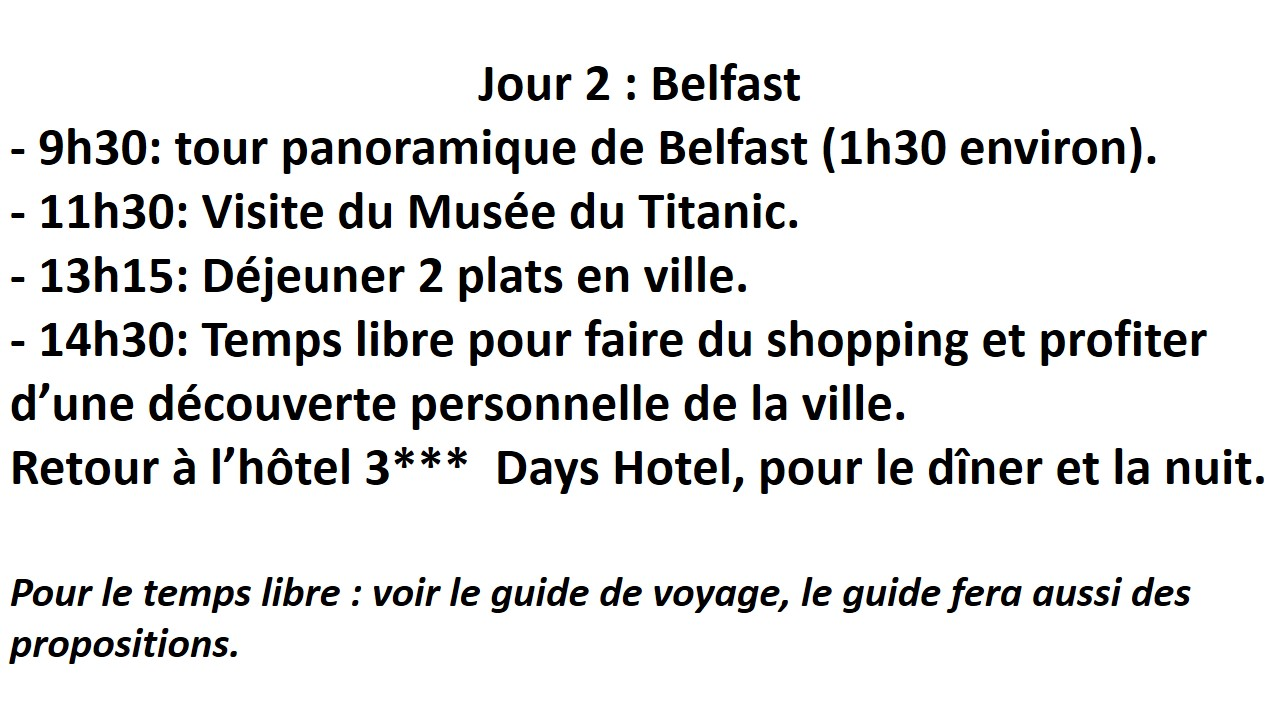 Jour 2 : Belfast
- 9h30: tour panoramique de Belfast (1h30 environ).
- 11h30: Visite du Musée du Titanic.
- 13h15: Déjeuner 2 plats en ville.
- 14h30: Temps libre pour faire du shopping et profiter
d’une découverte personnelle de la ville.
Retour à l’hôtel 3***  Days Hotel, pour le dîner et la nuit.
Pour le temps libre : voir le guide de voyage, le guide fera aussi des
propositions.